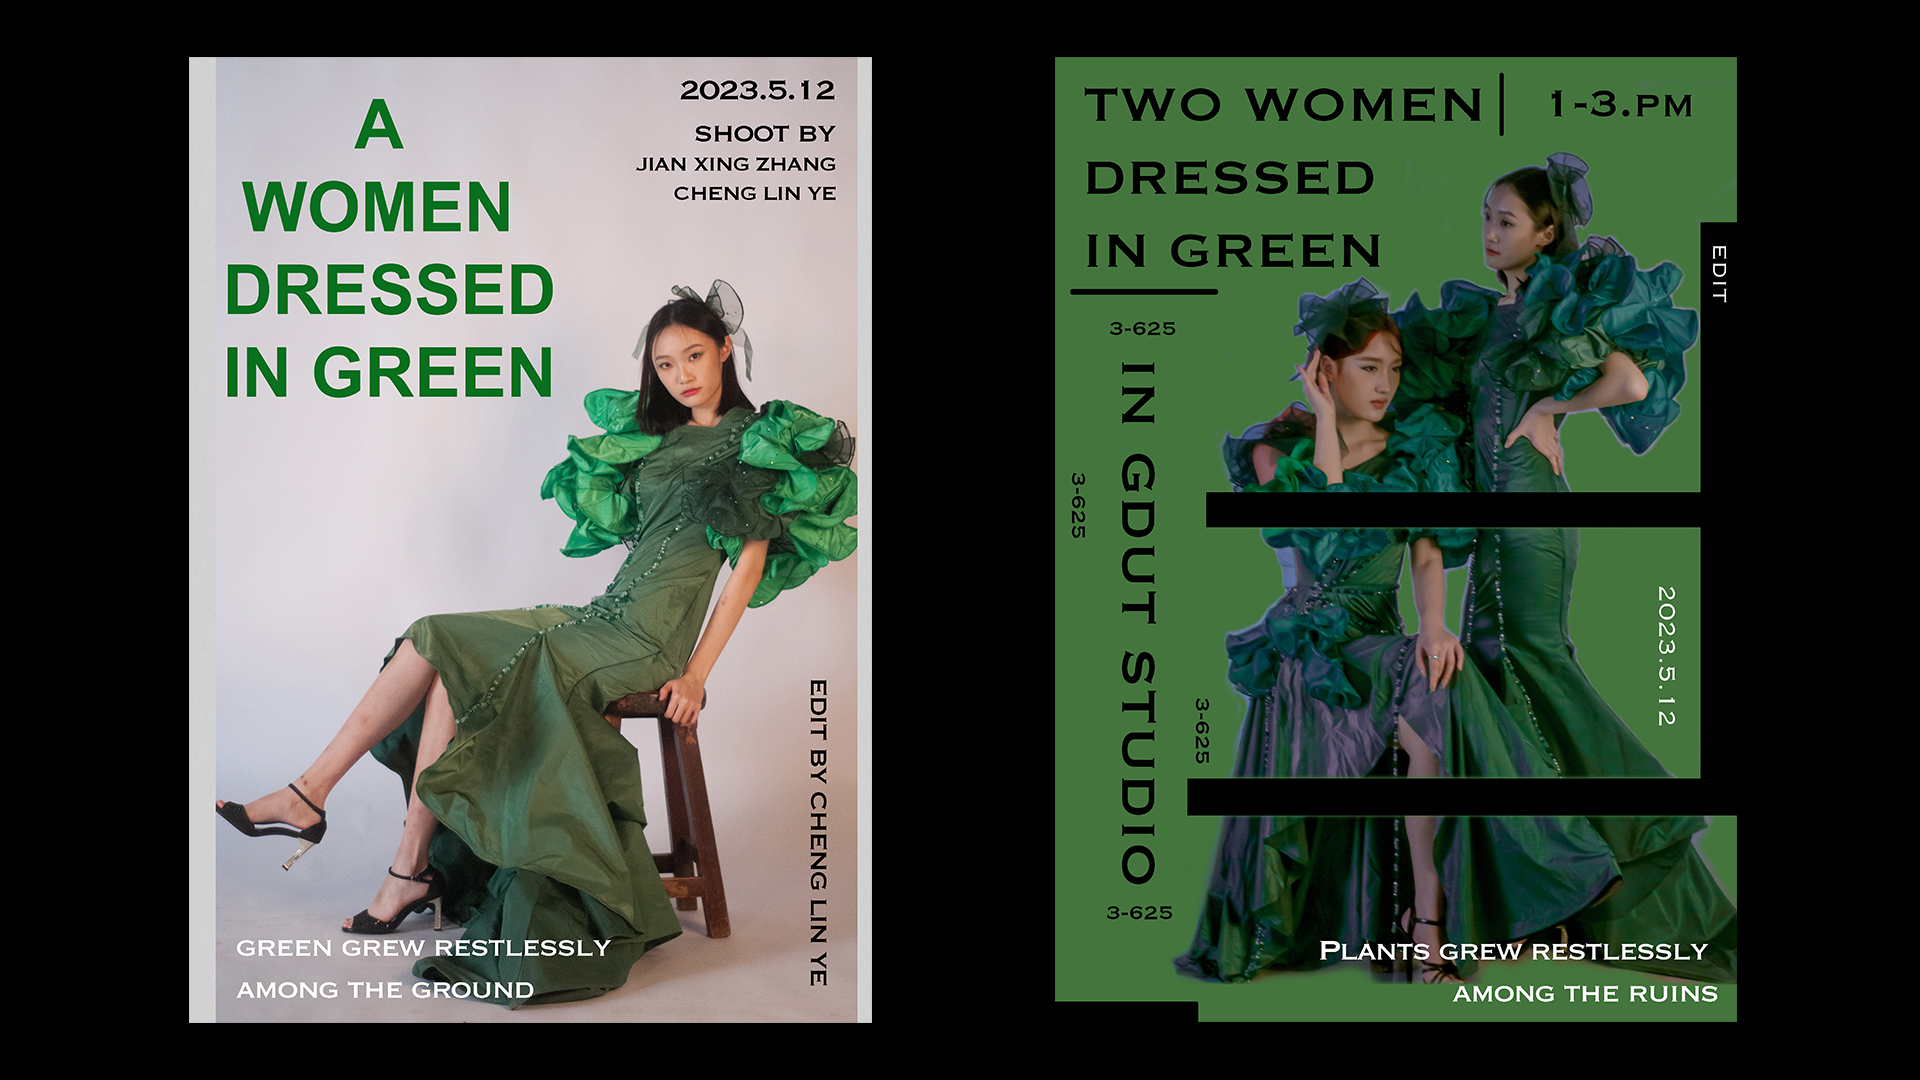 A
WOMEN
DRESSED
IN GREEN
2023.5.12
SHOOT BY
JIAN XING ZHANG
CHENG LIN YE
EDIT BY CHENG LIN YE
GREEN GREW RESTLESSLY
AMONG THE GROUND
TWO WOMEN
DRESSED
IN GREEN
1-3.PM
EDIT
3-625
IN GDUT STUDIO
3-625
3-625
3-625
2023.5.12
PLANTS GREW RESTLESSLY
AMONG THE RUINS